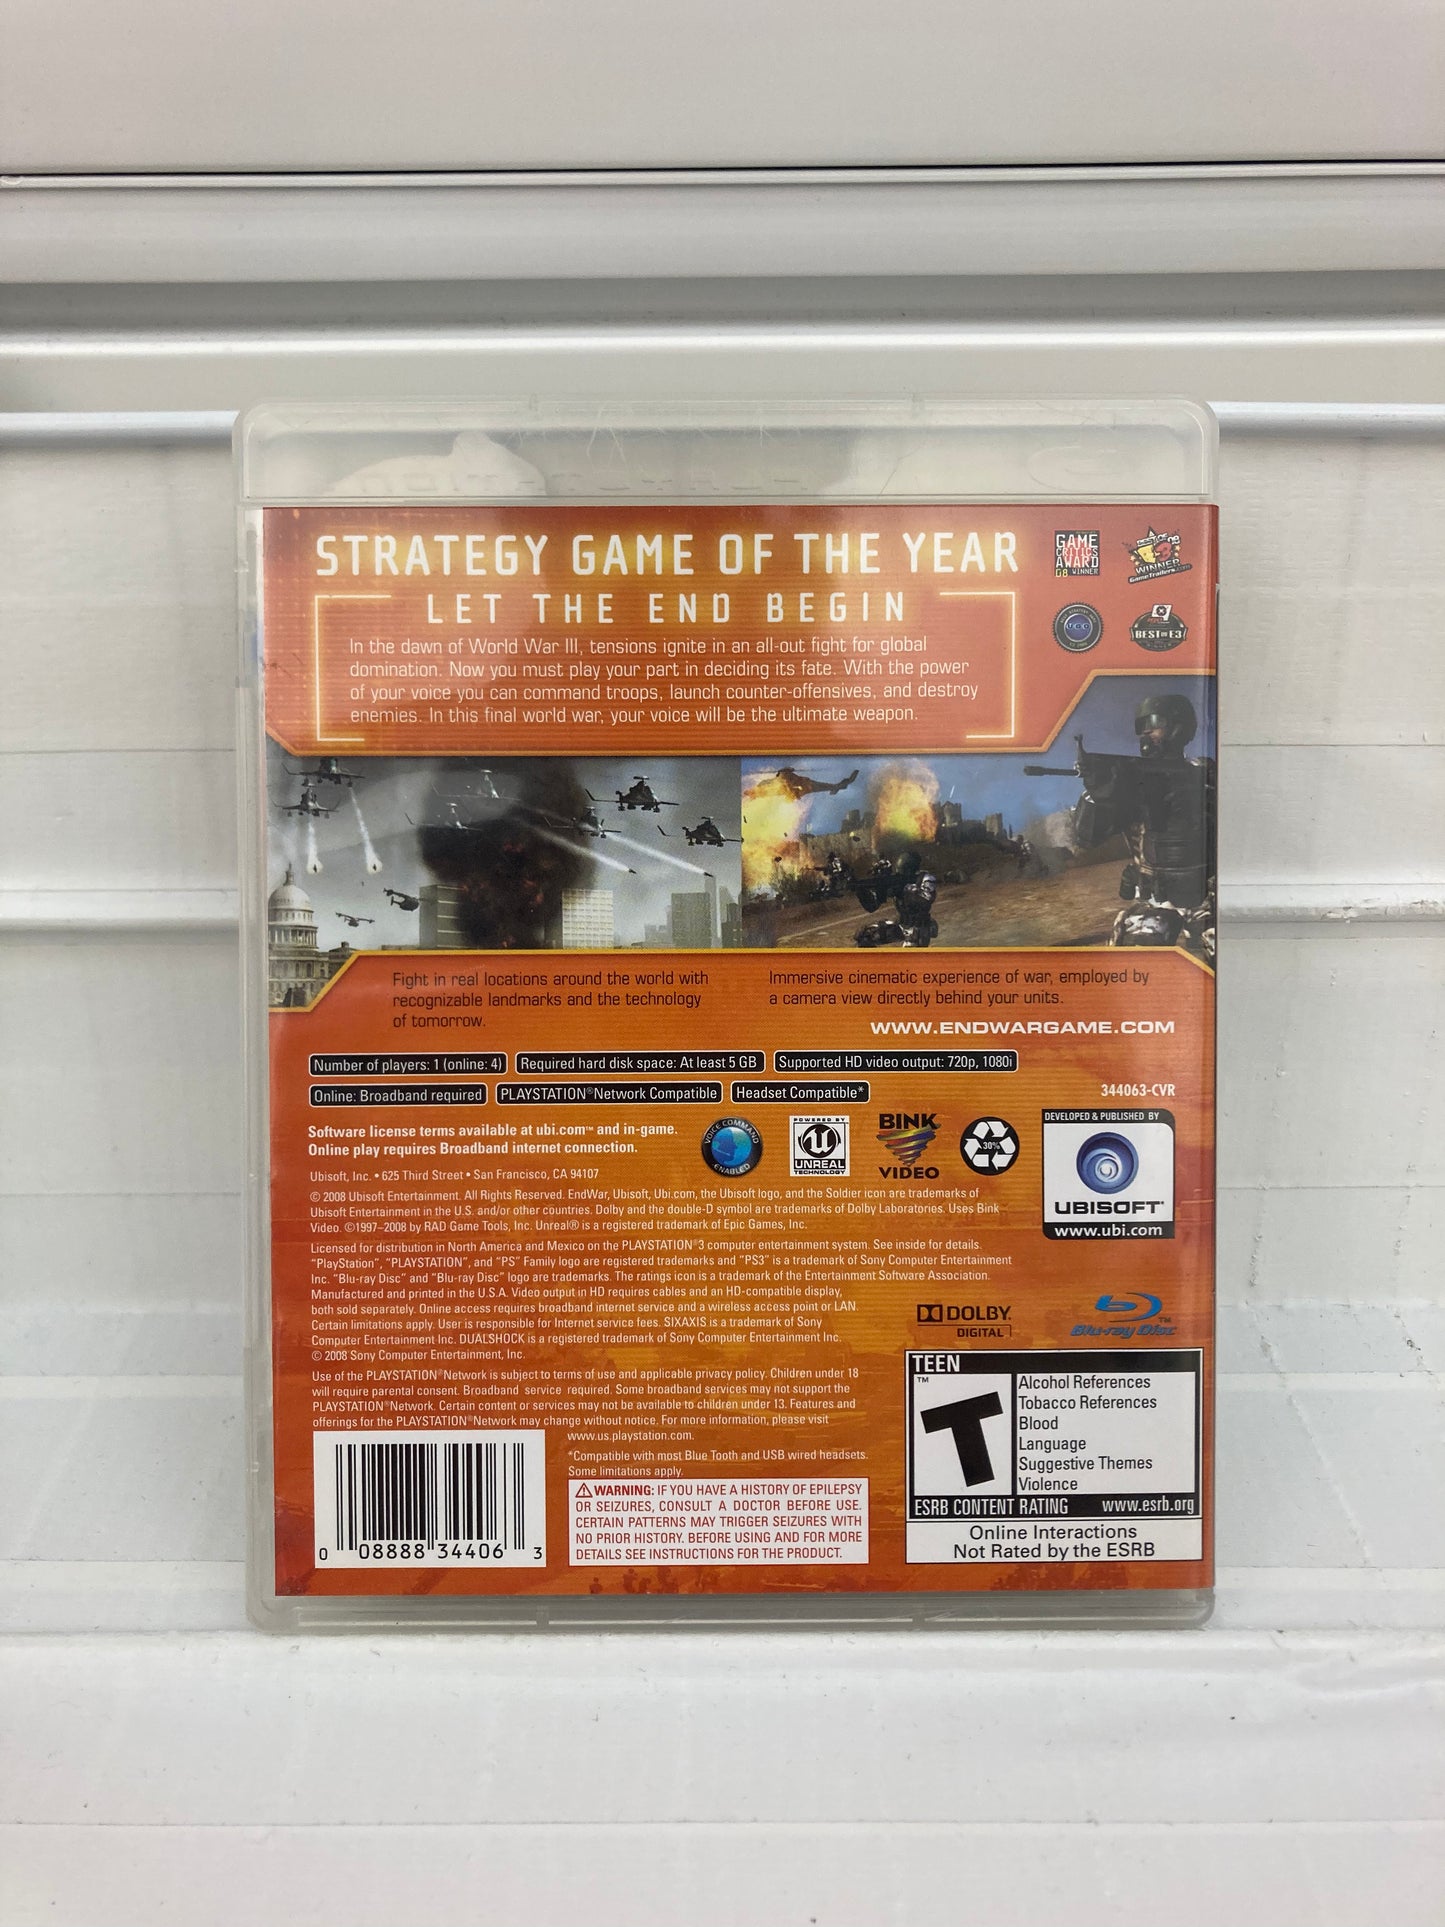 STRATEGY GAME OF THE YEAR
LET THE END BEGIN
In the dawn of World War III, tensions ignite in an all-out fight for global
domination. Now you must play your part in deciding its fate. With the power
of your voice you can command troops, launch counter-offensives, and destroy
enemies. In this final world war, your voice will be the ultimate weapon.
GAME
CRITICS
AWARD
08 WINNER
WINNER
GameTrailers.com
UGO
BEST OF E3
Fight in real locations around the world with
recognizable landmarks and the technology
of tomorrow.
Immersive cinematic experience of war, employed by
a camera view directly behind your units.
WWW.ENDWARGAME.COM
Number of players: 1 (online: 4)
Required hard disk space: At least 5 GB
Supported HD video output: 720p, 1080i
Online: Broadband required
PLAYSTATION®Network Compatible
Headset Compatible*
344063-CVR
Software license terms available at ubi.com™ and in-game.
Online play requires Broadband internet connection.
VOICE COMMAND
ENABLED
POWERED BY
UNREAL
TECHNOLOGY
BINK
VIDEO
30%
DEVELOPED & PUBLISHED BY
UBISOFT®
www.ubi.com
Ubisoft, Inc. • 625 Third Street • San Francisco, CA 94107
© 2008 Ubisoft Entertainment. All Rights Reserved. EndWar, Ubisoft, Ubi.com, the Ubisoft logo, and the Soldier icon are trademarks of
Ubisoft Entertainment in the U.S. and/or other countries. Dolby and the double-D symbol are trademarks of Dolby Laboratories. Uses Bink
Video. ©1997–2008 by RAD Game Tools, Inc. Unreal® is a registered trademark of Epic Games, Inc.
Licensed for distribution in North America and Mexico on the PLAYSTATION®3 computer entertainment system. See inside for details.
"PlayStation", "PLAYSTATION", and "PS" Family logo are registered trademarks and "PS3" is a trademark of Sony Computer Entertainment
Inc. "Blu-ray Disc" and "Blu-ray Disc" logo are trademarks. The ratings icon is a trademark of the Entertainment Software Association.
Manufactured and printed in the U.S.A. Video output in HD requires cables and an HD-compatible display,
both sold separately. Online access requires broadband internet service and a wireless access point or LAN.
Certain limitations apply. User is responsible for Internet service fees. SIXAXIS is a trademark of Sony
Computer Entertainment Inc. DUALSHOCK is a registered trademark of Sony Computer Entertainment Inc.
© 2008 Sony Computer Entertainment, Inc.
DOLBY
DIGITAL
Blu-ray Disc™
Use of the PLAYSTATION®Network is subject to terms of use and applicable privacy policy. Children under 18
will require parental consent. Broadband service required. Some broadband services may not support the
PLAYSTATION®Network. Certain content or services may not be available to children under 13. Features and
offerings for the PLAYSTATION®Network may change without notice. For more information, please visit
www.us.playstation.com.
*Compatible with most Blue Tooth and USB wired headsets.
Some limitations apply.
WARNING: IF YOU HAVE A HISTORY OF EPILEPSY
OR SEIZURES, CONSULT A DOCTOR BEFORE USE.
CERTAIN PATTERNS MAY TRIGGER SEIZURES WITH
NO PRIOR HISTORY. BEFORE USING AND FOR MORE
DETAILS SEE INSTRUCTIONS FOR THE PRODUCT.
0 08888 34406 3
TEEN
T™
Alcohol References
Tobacco References
Blood
Language
Suggestive Themes
Violence
ESRB CONTENT RATING www.esrb.org
Online Interactions
Not Rated by the ESRB